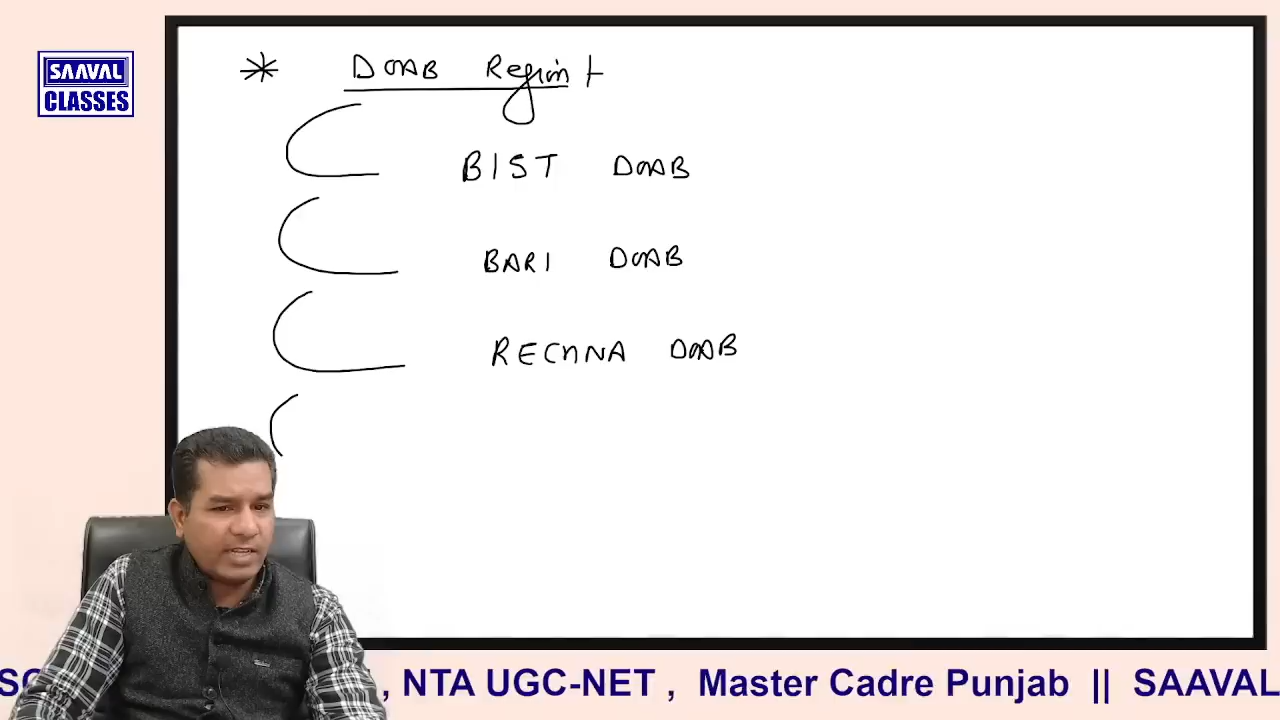 SAAVAL
CLASSES
* DOAB Region :-
BIST DOAB
BARI DOAB
RECHNA DOAB
, NTA UGC-NET , Master Cadre Punjab || SAAVAL